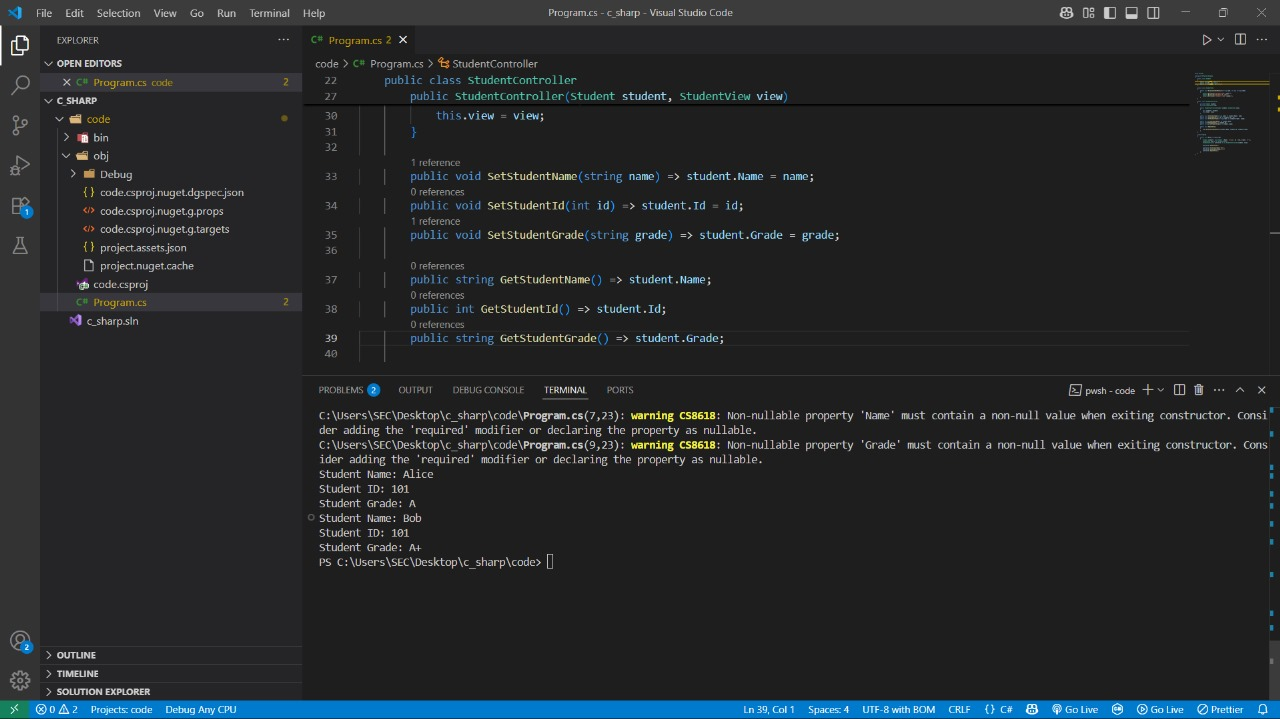 File Edit Selection View Go Run Terminal Help
Program.cs - c_sharp - Visual Studio Code
EXPLORER
OPEN EDITORS
Program.cs code 2
C_SHARP
code
bin
obj
Debug
code.csproj.nuget.dgspec.json
code.csproj.nuget.g.props
code.csproj.nuget.g.targets
project.assets.json
project.nuget.cache
code.csproj
Program.cs 2
c_sharp.sln
OUTLINE
TIMELINE
SOLUTION EXPLORER
1
2
C# Program.cs 2
code > C# Program.cs > StudentController
22 public class StudentController
27 public StudentController(Student student, StudentView view)
30 this.view = view;
31 }
32
1 reference
33 public void SetStudentName(string name) => student.Name = name;
0 references
34 public void SetStudentId(int id) => student.Id = id;
1 reference
35 public void SetStudentGrade(string grade) => student.Grade = grade;
36
0 references
37 public string GetStudentName() => student.Name;
0 references
38 public int GetStudentId() => student.Id;
0 references
39 public string GetStudentGrade() => student.Grade;
40
PROBLEMS 2 OUTPUT DEBUG CONSOLE TERMINAL PORTS
pwsh - code
C:\Users\SEC\Desktop\c_sharp\code\Program.cs(7,23): warning CS8618: Non-nullable property 'Name' must contain a non-null value when exiting constructor. Consi
der adding the 'required' modifier or declaring the property as nullable.
C:\Users\SEC\Desktop\c_sharp\code\Program.cs(9,23): warning CS8618: Non-nullable property 'Grade' must contain a non-null value when exiting constructor. Cons
ider adding the 'required' modifier or declaring the property as nullable.
Student Name: Alice
Student ID: 101
Student Grade: A
Student Name: Bob
Student ID: 101
Student Grade: A+
PS C:\Users\SEC\Desktop\c_sharp\code>
0 2 Projects: code Debug Any CPU
Ln 39, Col 1 Spaces: 4 UTF-8 with BOM CRLF {} C# Go Live Go Live Prettier